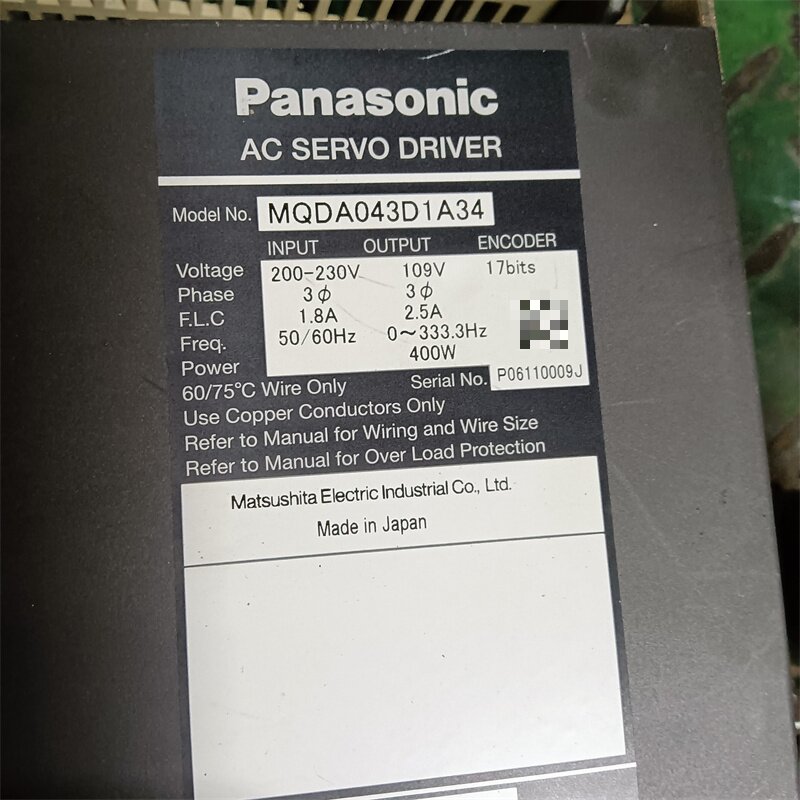 Panasonic
AC SERVO DRIVER
Model No. MQDA043D1A34
INPUT OUTPUT ENCODER
Voltage 200-230V 109V 17bits
Phase 3ϕ 3ϕ
F.L.C 1.8A 2.5A
Freq. 50/60Hz 0～333.3Hz
Power 400W
60/75°C Wire Only Serial No. P06110009J
Use Copper Conductors Only
Refer to Manual for Wiring and Wire Size
Refer to Manual for Over Load Protection
Matsushita Electric Industrial Co., Ltd.
Made in Japan